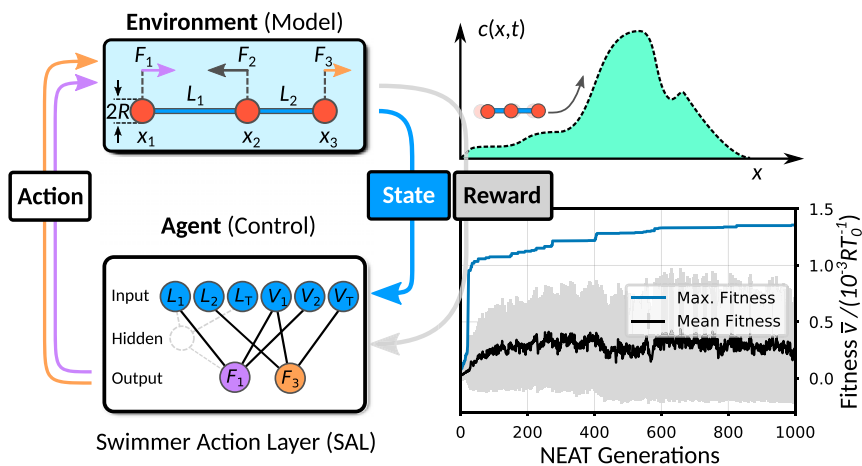 Environment (Model)
F1 F2 F3
L1 L2
2R
x1 x2 x3
Action
State
Reward
Agent (Control)
Input L1 L2 LT V1 V2 VT
Hidden
Output F1 F3
Swimmer Action Layer (SAL)
c(x,t)
x
1.5
1.0
0.5
0.0
Fitness v̅ /(10⁻³RT₀⁻¹)
Max. Fitness
Mean Fitness
0 200 400 600 800 1000
NEAT Generations